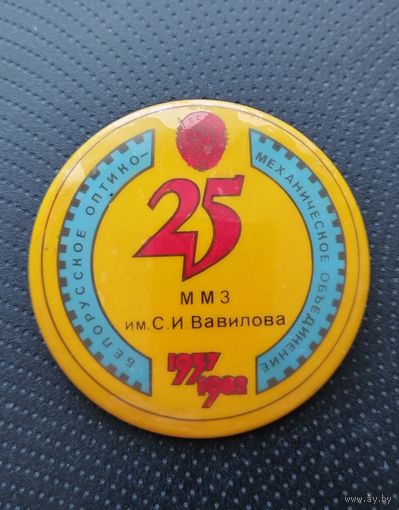 БЕЛОРУССКОЕ ОПТИКО-
МЕХАНИЧЕСКОЕ ОБЪЕДИНЕНИЕ
25
ММЗ
им. С.И. Вавилова
1957
1982
www.ay.by